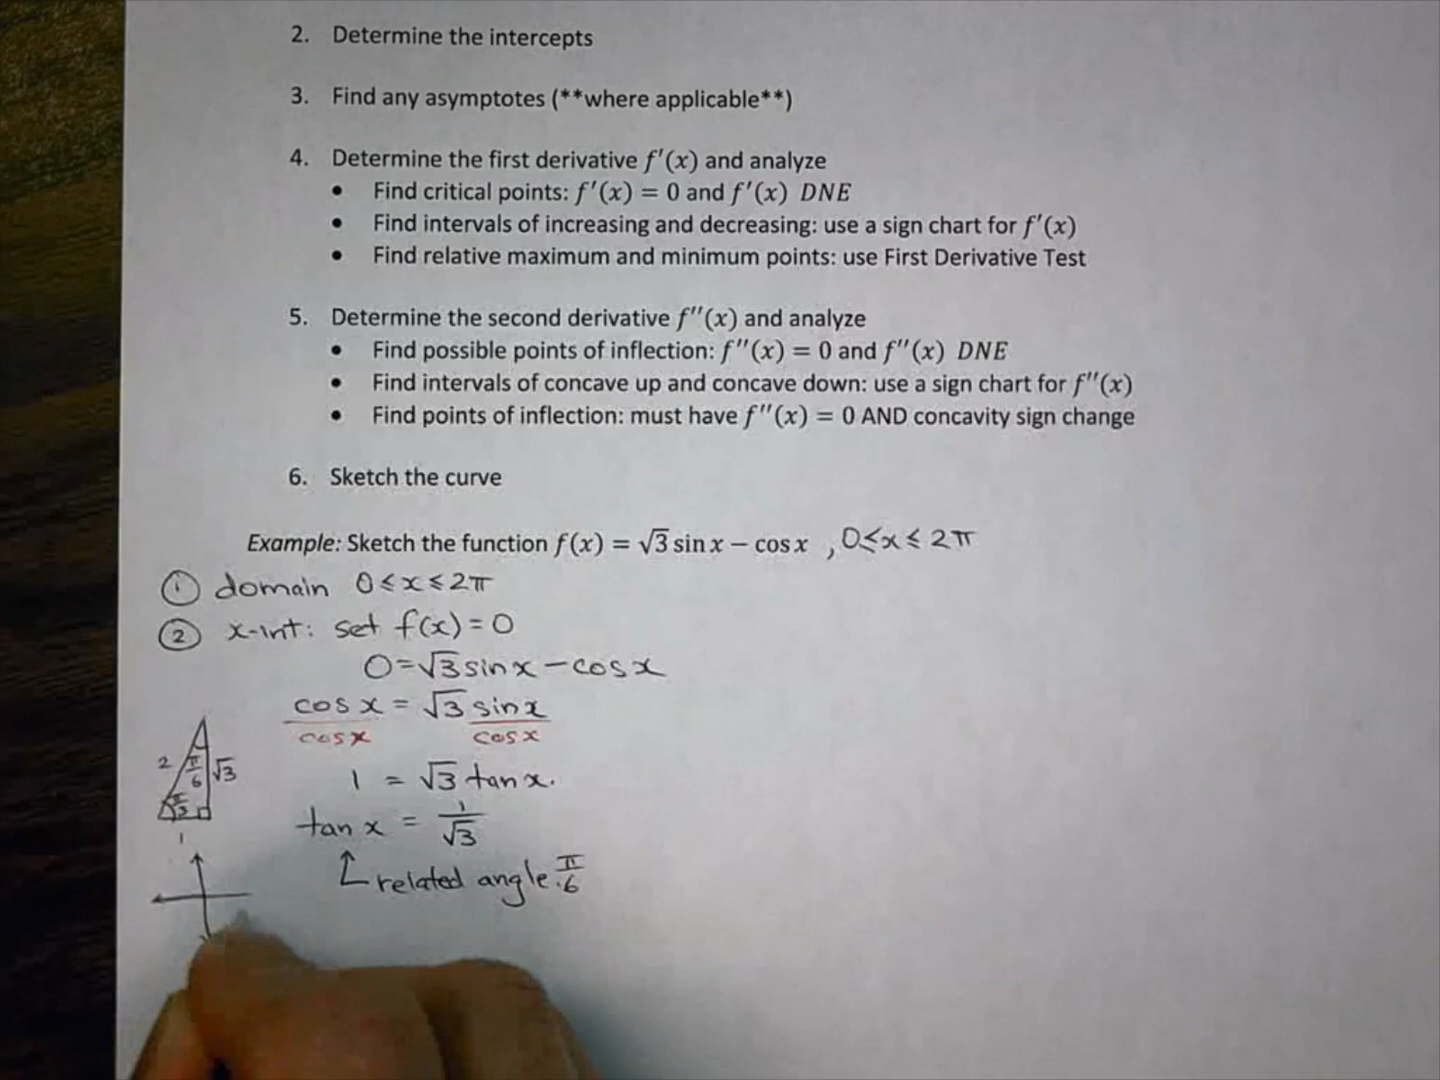 2. Determine the intercepts
3. Find any asymptotes (**where applicable**)
4. Determine the first derivative f′(x) and analyze
• Find critical points: f′(x) = 0 and f′(x) DNE
• Find intervals of increasing and decreasing: use a sign chart for f′(x)
• Find relative maximum and minimum points: use First Derivative Test
5. Determine the second derivative f″(x) and analyze
• Find possible points of inflection: f″(x) = 0 and f″(x) DNE
• Find intervals of concave up and concave down: use a sign chart for f″(x)
• Find points of inflection: must have f″(x) = 0 AND concavity sign change
6. Sketch the curve
Example: Sketch the function f(x) = √3 sin x − cos x , 0≤x≤2π
① domain 0≤x≤2π
② x-int: set f(x)=0
0=√3 sin x − cos x
cos x = √3 sin x
cos x cos x
1 = √3 tan x.
tan x = 1/√3
related angle: π/6
2 π/6 √3
π/3
1